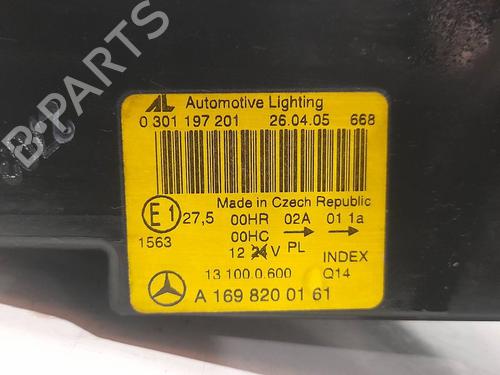 AL Automotive Lighting
0 301 197 201 26.04.05 668
Made in Czech Republic
E1 27,5 00HR 02A 01 1a
1563 00HC
12 24 V PL INDEX
13 100 0.600 Q14
A 169 820 01 61